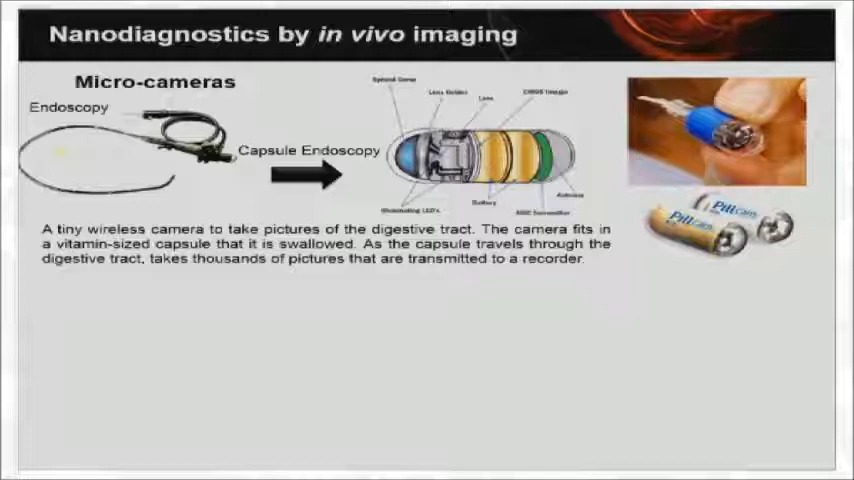 Nanodiagnostics by in vivo imaging
Micro-cameras
Endoscopy
Capsule Endoscopy
Optical Dome
Lens Holder
Lens
CMOS Imager
Illuminating LED's
Battery
ASIC Transmitter
Antenna
A tiny wireless camera to take pictures of the digestive tract. The camera fits in
a vitamin-sized capsule that it is swallowed. As the capsule travels through the
digestive tract, takes thousands of pictures that are transmitted to a recorder.
Pillcam
Pillcam